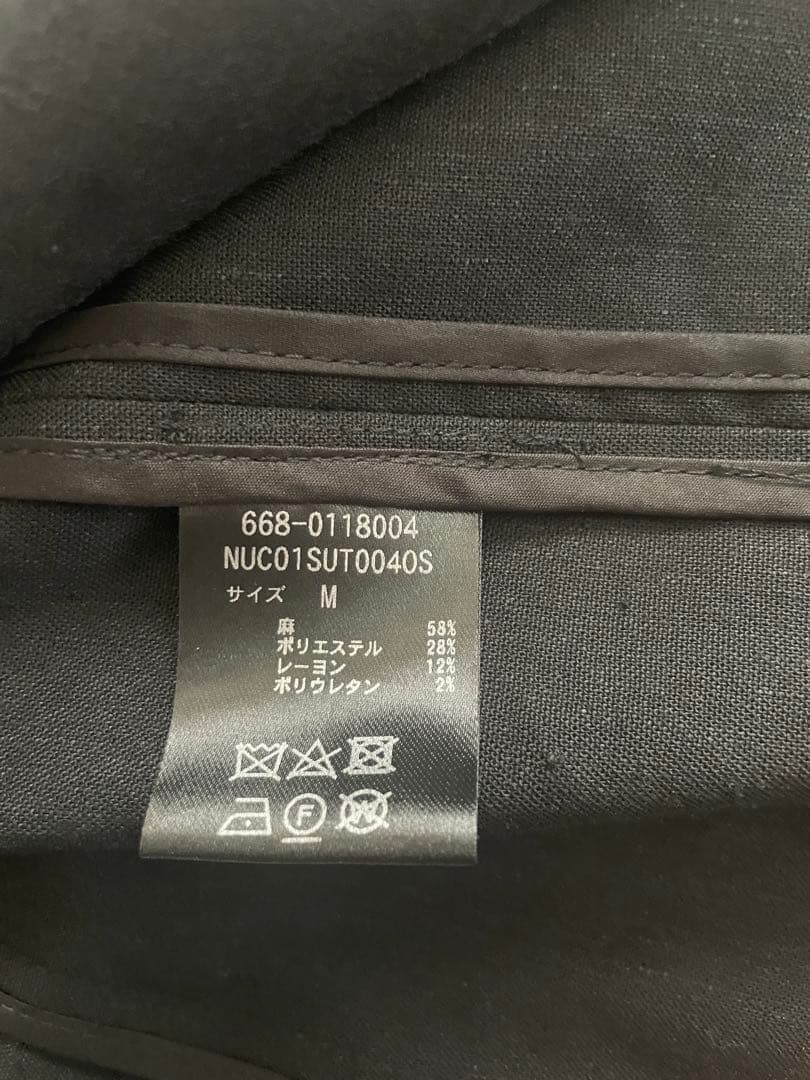 668-0118004
NUC01SUT0040S
サイズ M
麻 58%
ポリエステル 28%
レーヨン 12%
ポリウレタン 2%
F W